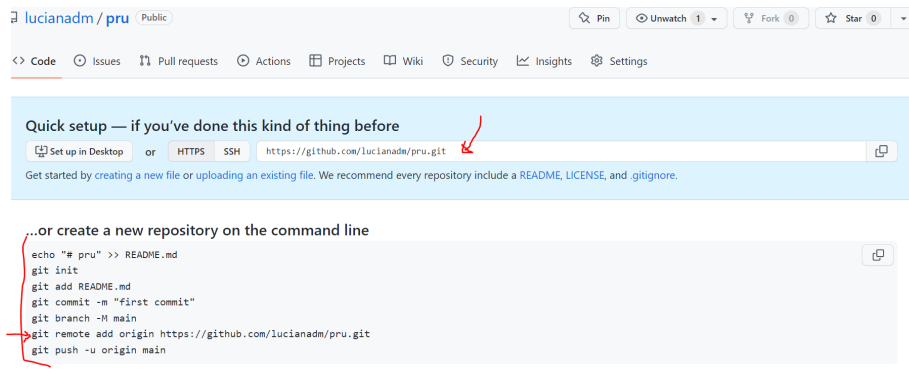 lucianadm / pru Public
Pin
Unwatch 1
Fork 0
Star 0
Code
Issues
Pull requests
Actions
Projects
Wiki
Security
Insights
Settings
Quick setup — if you’ve done this kind of thing before
Set up in Desktop or HTTPS SSH https://github.com/lucianadm/pru.git
Get started by creating a new file or uploading an existing file. We recommend every repository include a README, LICENSE, and .gitignore.
…or create a new repository on the command line
echo "# pru" >> README.md
git init
git add README.md
git commit -m "first commit"
git branch -M main
git remote add origin https://github.com/lucianadm/pru.git
git push -u origin main